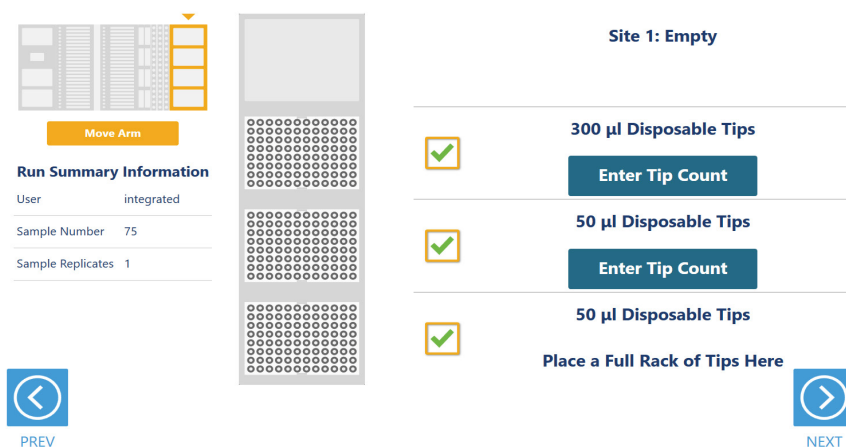 Move Arm
Run Summary Information
User integrated
Sample Number 75
Sample Replicates 1
PREV
Site 1: Empty
300 µl Disposable Tips
Enter Tip Count
50 µl Disposable Tips
Enter Tip Count
50 µl Disposable Tips
Place a Full Rack of Tips Here
NEXT